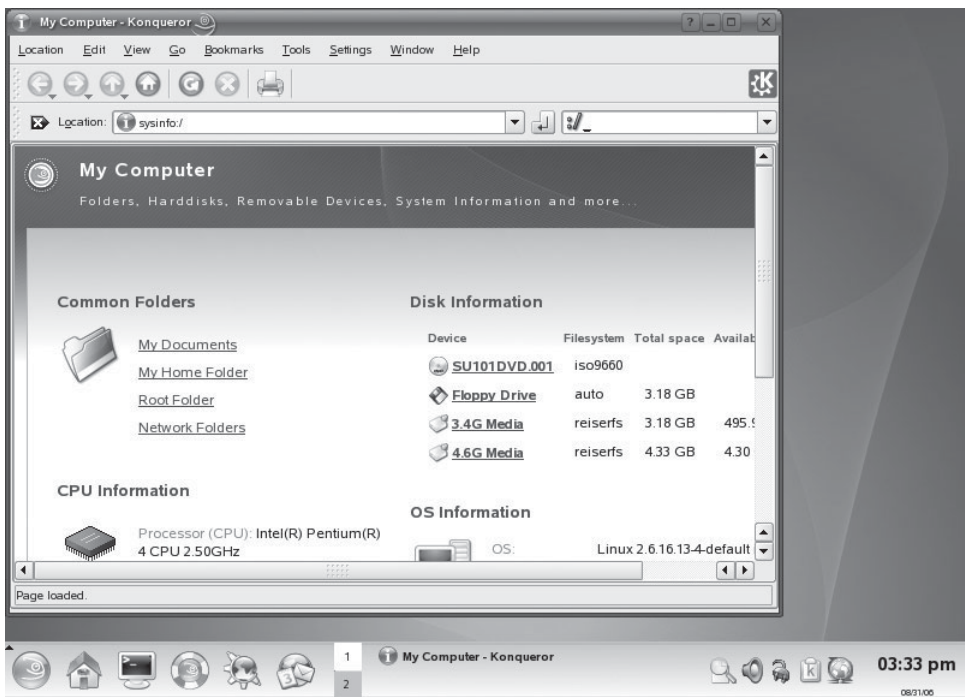 My Computer - Konqueror
Location Edit View Go Bookmarks Tools Settings Window Help
Location: sysinfo:/
My Computer
Folders, Harddisks, Removable Devices, System Information and more...
Common Folders
My Documents
My Home Folder
Root Folder
Network Folders
Disk Information
Device Filesystem Total space Availab
SU101DVD.001 iso9660
Floppy Drive auto 3.18 GB
3.4G Media reiserfs 3.18 GB 495.9
4.6G Media reiserfs 4.33 GB 4.30
CPU Information
Processor (CPU): Intel(R) Pentium(R)
4 CPU 2.50GHz
OS Information
OS: Linux 2.6.16.13-4-default
Page loaded.
1
2
My Computer - Konqueror
03:33 pm
08/31/06